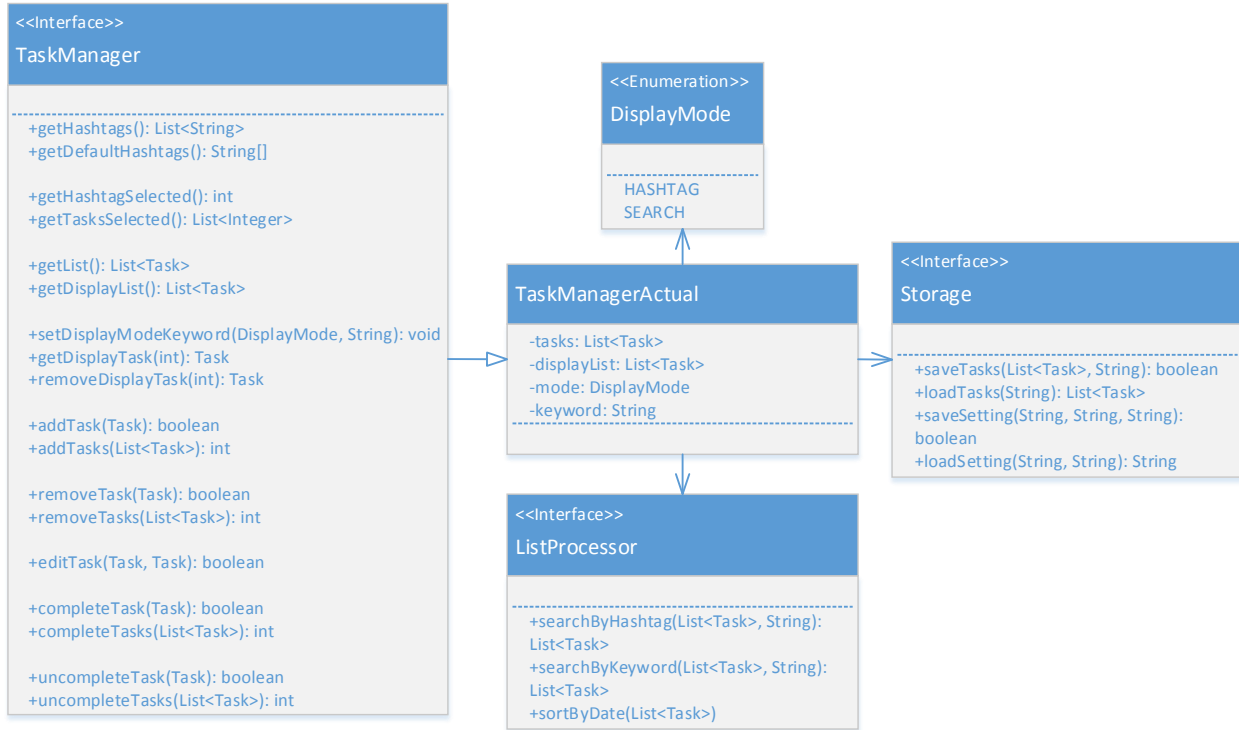 <<Interface>>
TaskManager
+getHashtags(): List<String>
+getDefaultHashtags(): String[]
+getHashtagSelected(): int
+getTasksSelected(): List<Integer>
+getList(): List<Task>
+getDisplayList(): List<Task>
+setDisplayModeKeyword(DisplayMode, String): void
+getDisplayTask(int): Task
+removeDisplayTask(int): Task
+addTask(Task): boolean
+addTasks(List<Task>): int
+removeTask(Task): boolean
+removeTasks(List<Task>): int
+editTask(Task, Task): boolean
+completeTask(Task): boolean
+completeTasks(List<Task>): int
+uncompleteTask(Task): boolean
+uncompleteTasks(List<Task>): int
<<Enumeration>>
DisplayMode
HASHTAG
SEARCH
TaskManagerActual
-tasks: List<Task>
-displayList: List<Task>
-mode: DisplayMode
-keyword: String
<<Interface>>
Storage
+saveTasks(List<Task>, String): boolean
+loadTasks(String): List<Task>
+saveSetting(String, String, String):
boolean
+loadSetting(String, String): String
<<Interface>>
ListProcessor
+searchByHashtag(List<Task>, String):
List<Task>
+searchByKeyword(List<Task>, String):
List<Task>
+sortByDate(List<Task>)